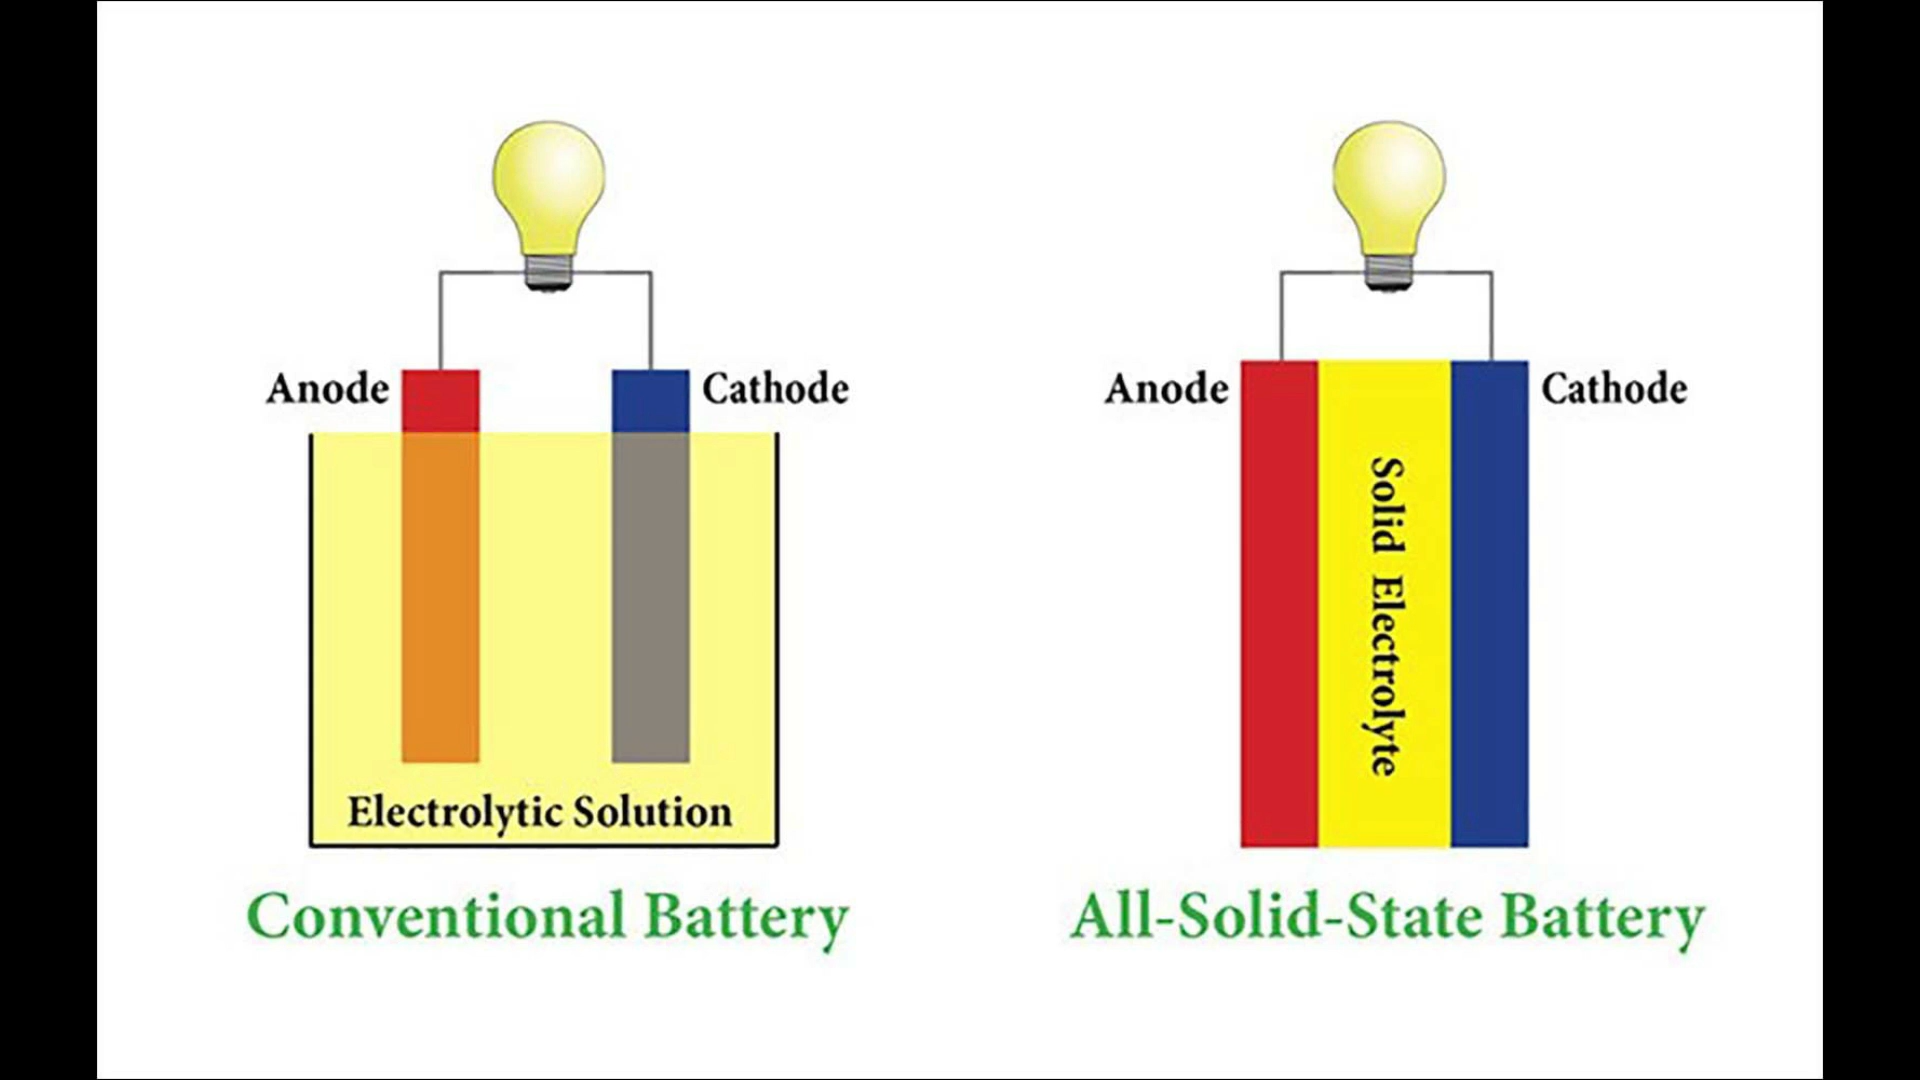 Anode
Cathode
Electrolytic Solution
Conventional Battery
Anode
Cathode
Solid Electrolyte
All-Solid-State Battery